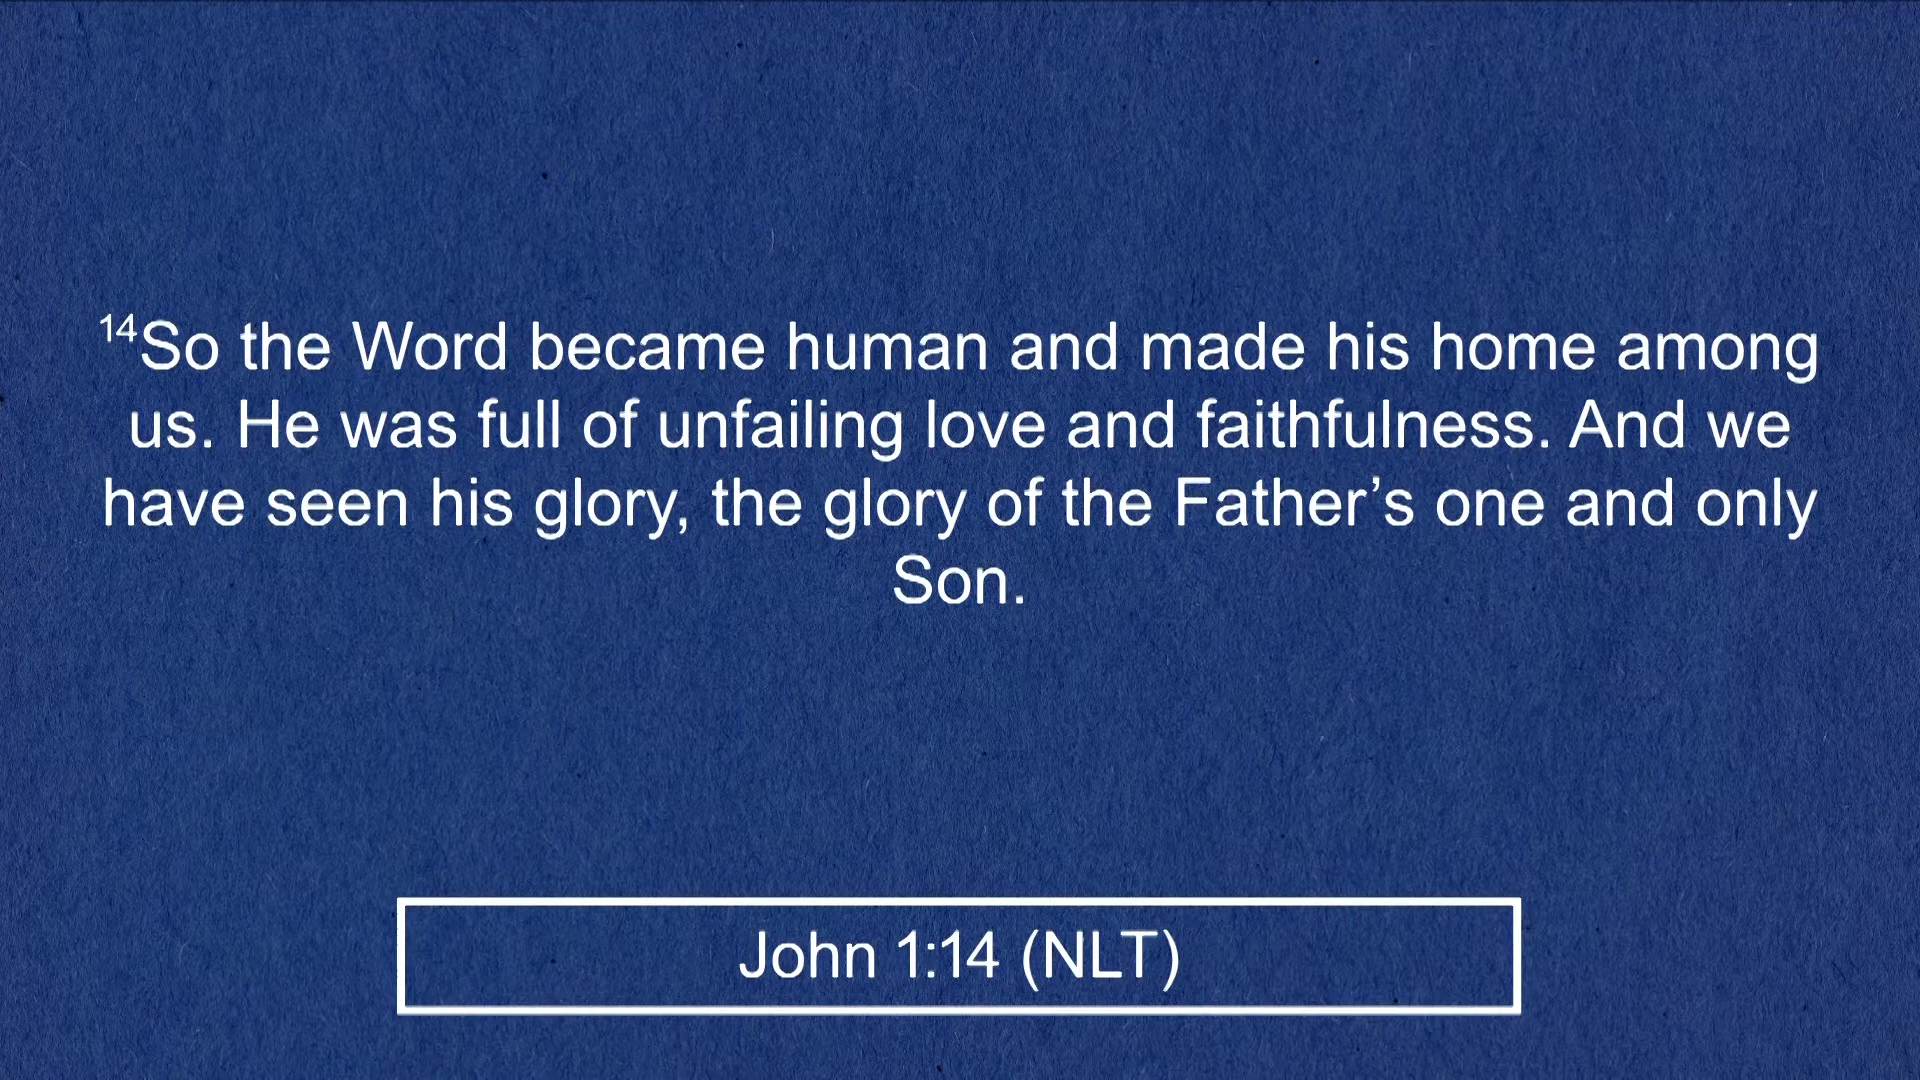 ¹⁴So the Word became human and made his home among
us. He was full of unfailing love and faithfulness. And we
have seen his glory, the glory of the Father’s one and only
Son.
John 1:14 (NLT)